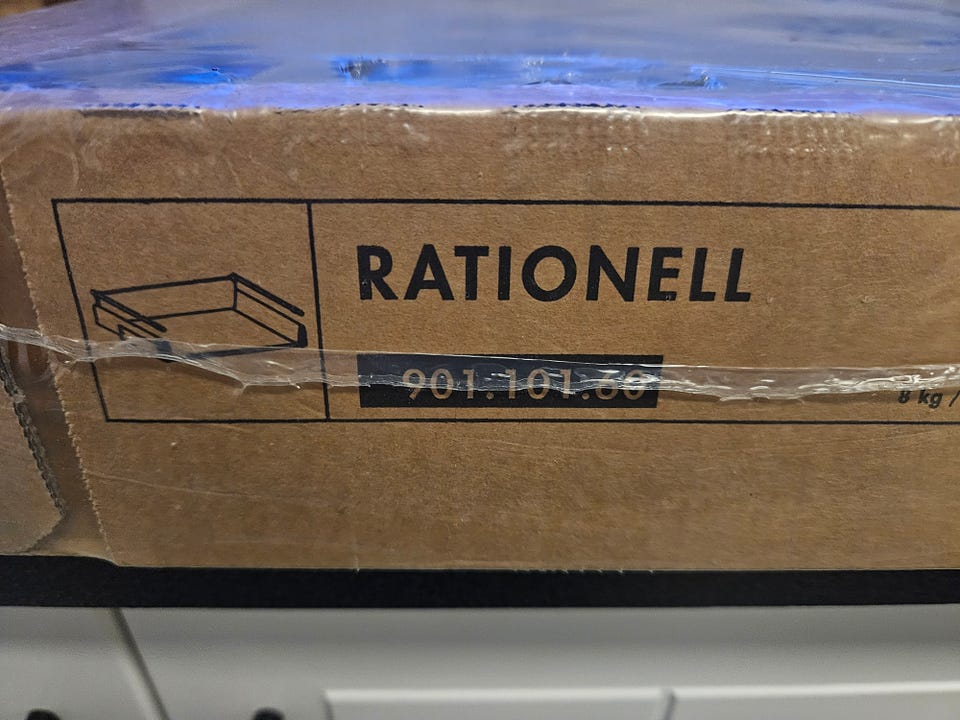 RATIONELL
901.101.60
8 kg /